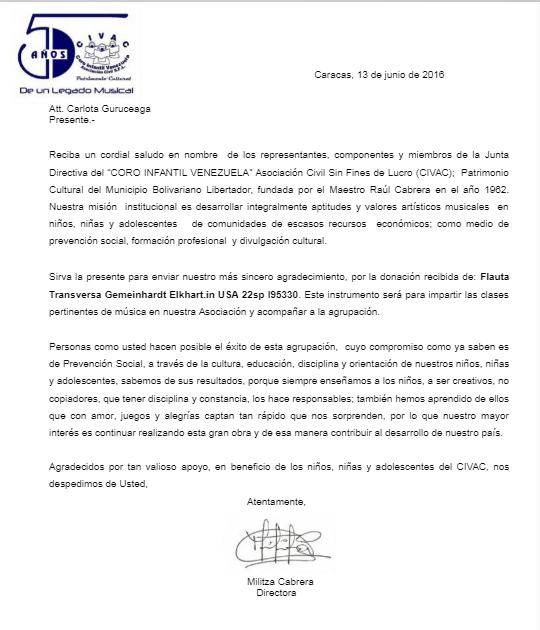 50
AÑOS
CIVAC
Coro Infantil Venezuela
Asociación Civil S.F.L.
Patrimonio Cultural
De un Legado Musical
Caracas, 13 de junio de 2016
Att. Carlota Guruceaga
Presente.-
Reciba un cordial saludo en nombre de los representantes, componentes y miembros de la Junta
Directiva del "CORO INFANTIL VENEZUELA" Asociación Civil Sin Fines de Lucro (CIVAC); Patrimonio
Cultural del Municipio Bolivariano Libertador, fundada por el Maestro Raúl Cabrera en el año 1962.
Nuestra misión institucional es desarrollar integralmente aptitudes y valores artísticos musicales en
niños, niñas y adolescentes de comunidades de escasos recursos económicos; como medio de
prevención social, formación profesional y divulgación cultural.
Sirva la presente para enviar nuestro más sincero agradecimiento, por la donación recibida de: Flauta
Transversa Gemeinhardt Elkhart.in USA 22sp I95330. Este instrumento será para impartir las clases
pertinentes de música en nuestra Asociación y acompañar a la agrupación.
Personas como usted hacen posible el éxito de esta agrupación, cuyo compromiso como ya saben es
de Prevención Social, a través de la cultura, educación, disciplina y orientación de nuestros niños, niñas
y adolescentes, sabemos de sus resultados, porque siempre enseñamos a los niños, a ser creativos, no
copiadores, que tener disciplina y constancia, los hace responsables; también hemos aprendido de ellos
que con amor, juegos y alegrías captan tan rápido que nos sorprenden, por lo que nuestro mayor
interés es continuar realizando esta gran obra y de esa manera contribuir al desarrollo de nuestro país.
Agradecidos por tan valioso apoyo, en beneficio de los niños, niñas y adolescentes del CIVAC, nos
despedimos de Usted,
Atentamente,
Militza Cabrera
Directora